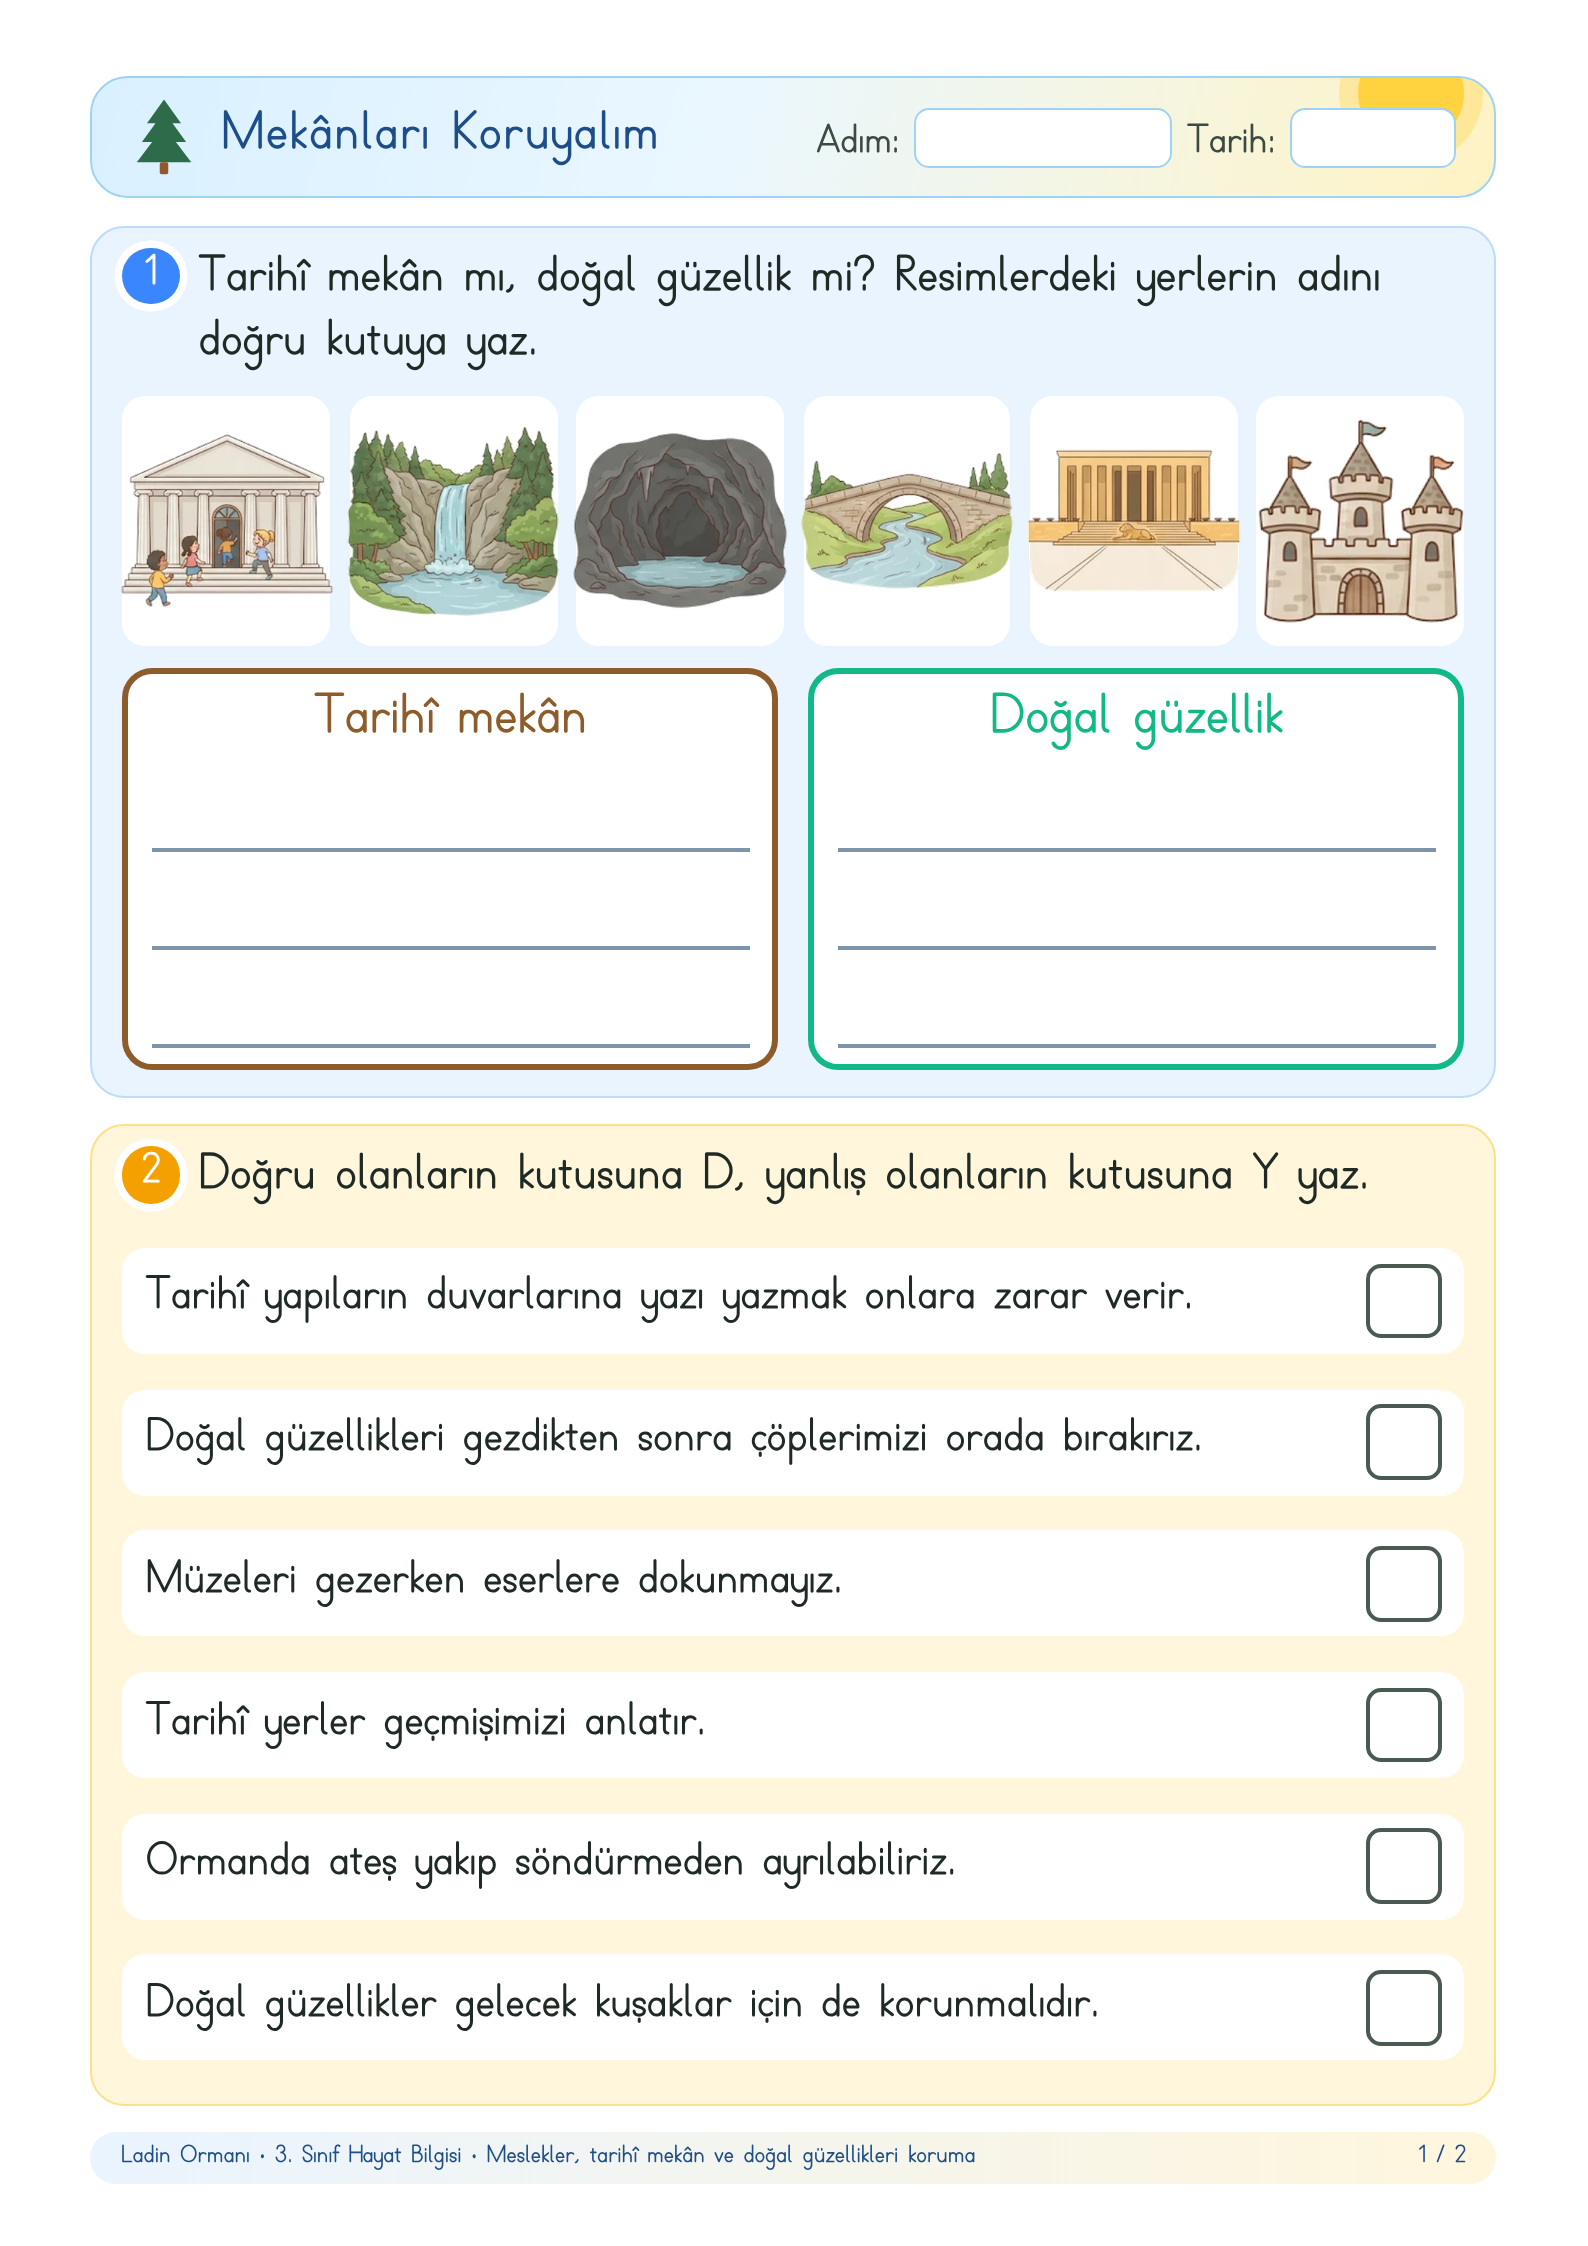 Mekânları Koruyalım
Adım:
Tarih:
1
Tarihî mekân mı, doğal güzellik mi? Resimlerdeki yerlerin adını
doğru kutuya yaz.
Tarihî mekân
Doğal güzellik
2
Doğru olanların kutusuna D, yanlış olanların kutusuna Y yaz.
Tarihî yapıların duvarlarına yazı yazmak onlara zarar verir.
Doğal güzellikleri gezdikten sonra çöplerimizi orada bırakırız.
Müzeleri gezerken eserlere dokunmayız.
Tarihî yerler geçmişimizi anlatır.
Ormanda ateş yakıp söndürmeden ayrılabiliriz.
Doğal güzellikler gelecek kuşaklar için de korunmalıdır.
Ladin Ormanı • 3. Sınıf Hayat Bilgisi • Meslekler, tarihî mekân ve doğal güzellikleri koruma
1 / 2